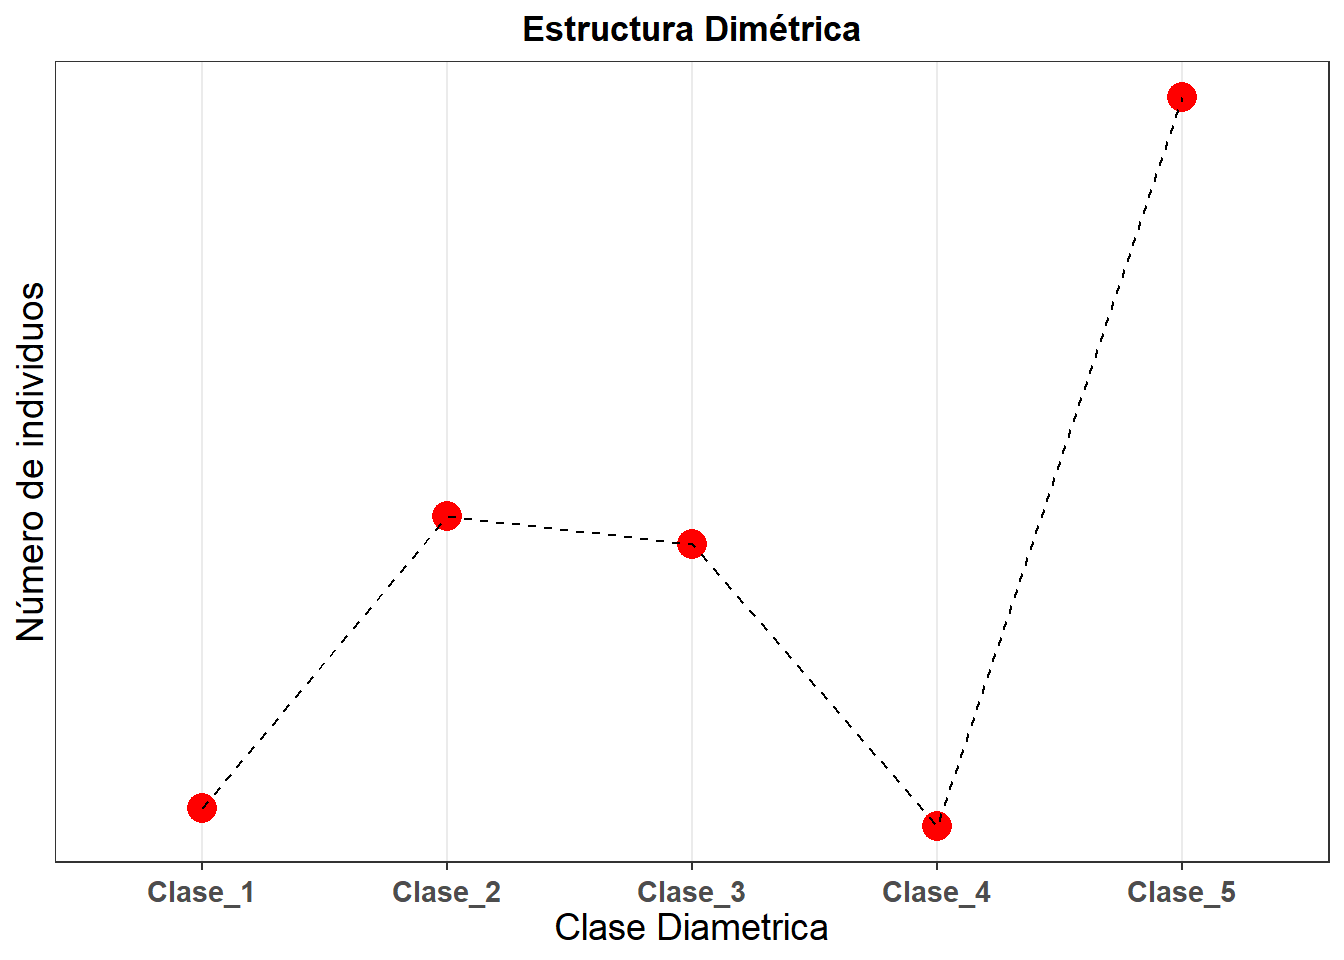 Estructura Dimétrica
Número de individuos
Clase_1
Clase_2
Clase_3
Clase_4
Clase_5
Clase Diametrica